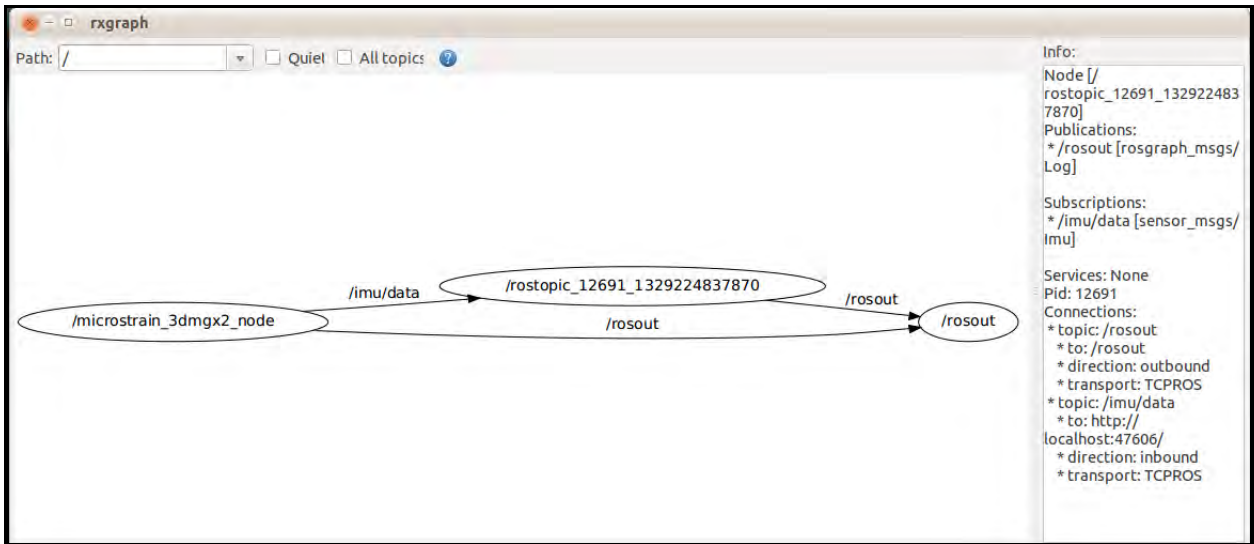 rxgraph
Path: /
Quiet
All topics
Info:
Node [/
rostopic_12691_132922483
7870]
Publications:
* /rosout [rosgraph_msgs/
Log]
Subscriptions:
* /imu/data [sensor_msgs/
Imu]
Services: None
Pid: 12691
Connections:
* topic: /rosout
* to: /rosout
* direction: outbound
* transport: TCPROS
* topic: /imu/data
* to: http://
localhost:47606/
* direction: inbound
* transport: TCPROS
/microstrain_3dmgx2_node
/imu/data
/rostopic_12691_1329224837870
/rosout
/rosout
/rosout